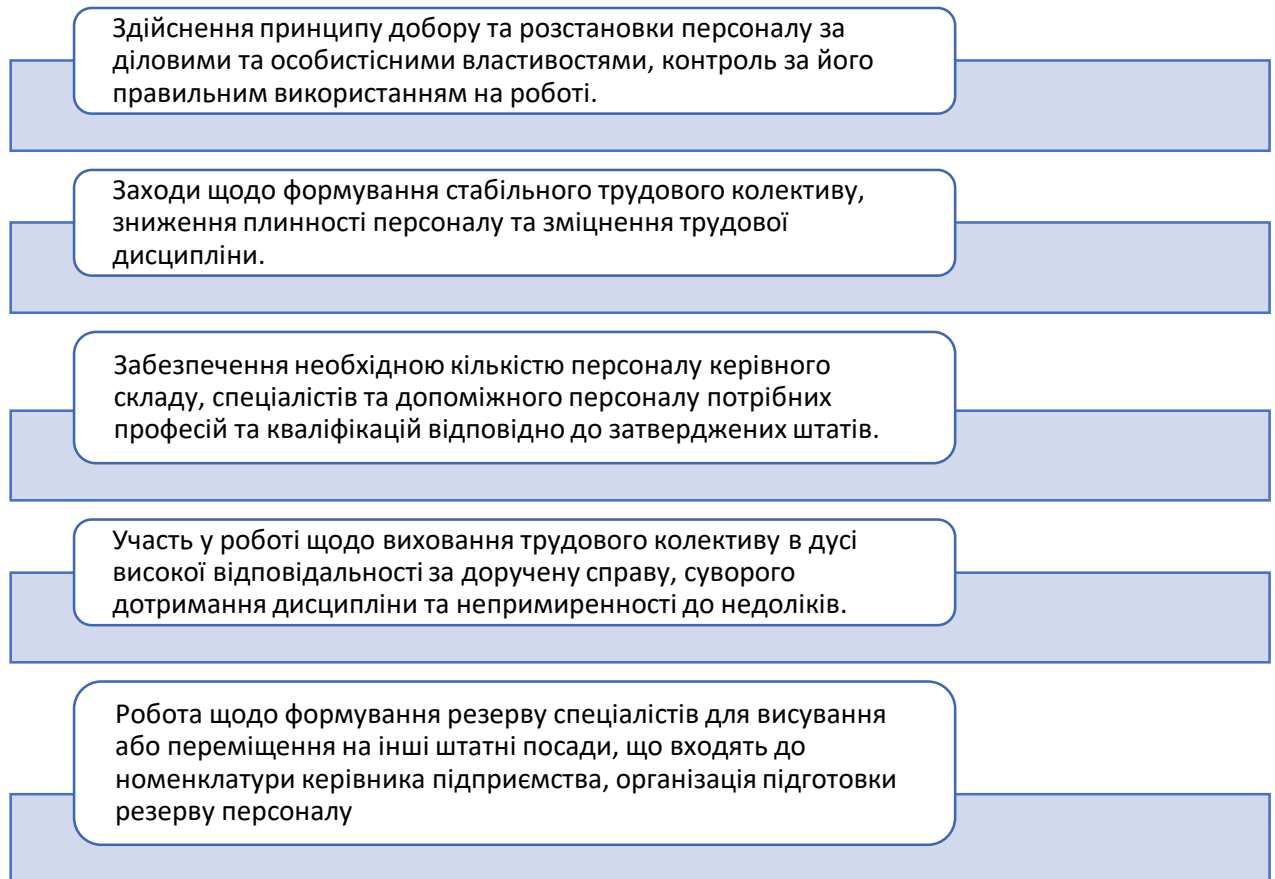 Здійснення принципу добору та розстановки персоналу за
діловими та особистісними властивостями, контроль за його
правильним використанням на роботі.
Заходи щодо формування стабільного трудового колективу,
зниження плинності персоналу та зміцнення трудової
дисципліни.
Забезпечення необхідною кількістю персоналу керівного
складу, спеціалістів та допоміжного персоналу потрібних
професій та кваліфікацій відповідно до затверджених штатів.
Участь у роботі щодо виховання трудового колективу в дусі
високої відповідальності за доручену справу, суворого
дотримання дисципліни та непримиренності до недоліків.
Робота щодо формування резерву спеціалістів для висування
або переміщення на інші штатні посади, що входять до
номенклатури керівника підприємства, організація підготовки
резерву персоналу